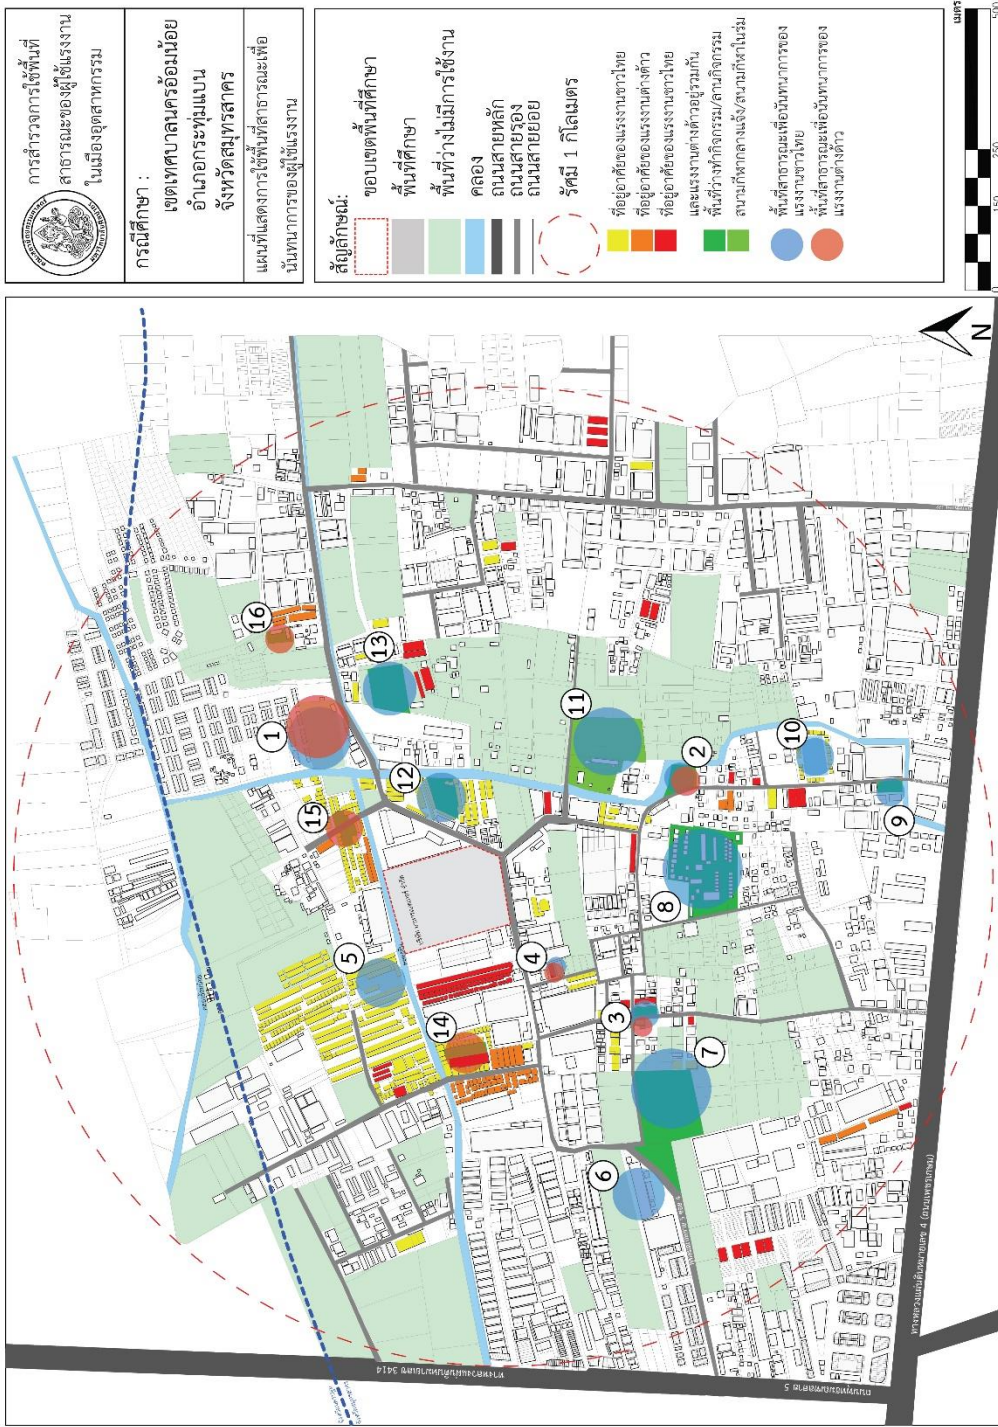 การสำรวจการใช้พื้นที่
สาธารณะของผู้ใช้แรงงาน
ในเมืองอุตสาหกรรม
กรณีศึกษา :
เขตเทศบาลนครอ้อมน้อย
อำเภอกระทุ่มแบน
จังหวัดสมุทรสาคร
แผนที่แสดงการใช้พื้นที่สาธารณะเพื่อ
นันทนาการของผู้ใช้แรงงาน
สัญลักษณ์:
ขอบเขตพื้นที่ศึกษา
พื้นที่ศึกษา
พื้นที่ว่างไม่มีการใช้งาน
คลอง
ถนนสายหลัก
ถนนสายรอง
ถนนสายย่อย
รัศมี 1 กิโลเมตร
ที่อยู่อาศัยของแรงงานชาวไทย
ที่อยู่อาศัยของแรงงานต่างด้าว
ที่อยู่อาศัยของแรงงานชาวไทย
และแรงงานต่างด้าวอยู่ร่วมกัน
พื้นที่ว่างทำกิจกรรม/ลานกิจกรรม
สนามกีฬากลางแจ้ง/สนามกีฬาในร่ม
พื้นที่สาธารณะเพื่อนันทนาการของ
แรงงานชาวไทย
พื้นที่สาธารณะเพื่อนันทนาการของ
แรงงานต่างด้าว
เมตร
0
150
250
500
N
1
2
3
4
5
6
7
8
9
10
11
12
13
14
15
16
ทางหลวงแผ่นดินหมายเลข 3414
ทางหลวงแผ่นดินหมายเลข 4 (ถนนเพชรเกษม)
ถนนพุทธมณฑลสาย 5